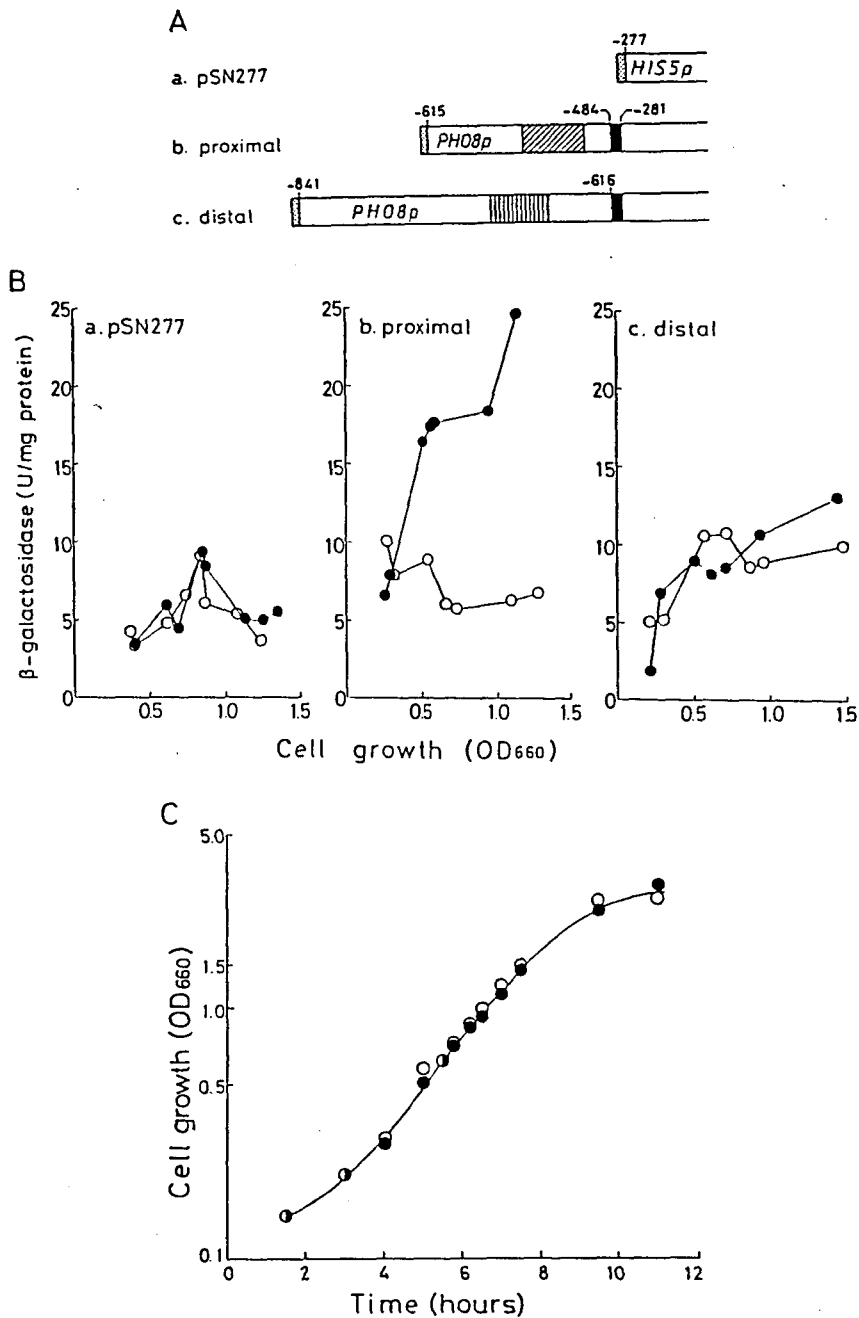 A
-277
a. pSN277
HIS5p
-615
-484
-281
b. proximal
PHO8p
-841
-616
c. distal
PHO8p
B
a. pSN277
b. proximal
c. distal
25
20
15
10
5
0
25
20
15
10
5
0
25
20
15
10
5
0
0.5
1.0
1.5
0.5
1.0
1.5
0.5
1.0
1.5
β-galactosidase (U/mg protein)
Cell growth (OD660)
C
5.0
1.5
1.0
0.5
0.1
0
2
4
6
8
10
12
Cell growth (OD660)
Time (hours)